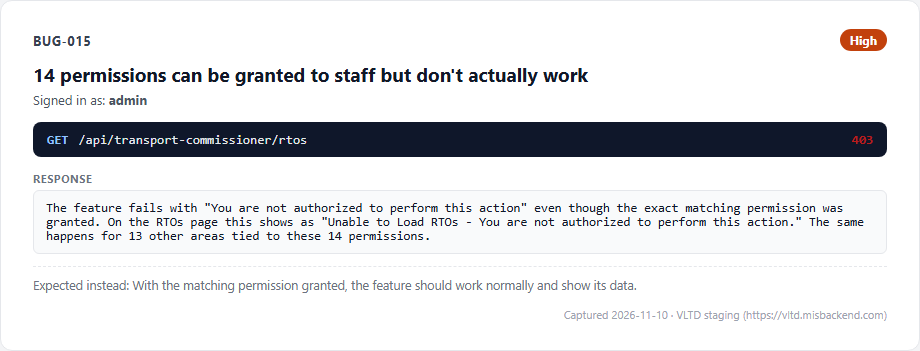 BUG-015
High
14 permissions can be granted to staff but don't actually work
Signed in as: admin
GET /api/transport-commissioner/rtos 403
RESPONSE
The feature fails with "You are not authorized to perform this action" even though the exact matching permission was
granted. On the RTOs page this shows as "Unable to Load RTOs - You are not authorized to perform this action." The same
happens for 13 other areas tied to these 14 permissions.
Expected instead: With the matching permission granted, the feature should work normally and show its data.
Captured 2026-11-10 · VLTD staging (https://vltd.misbackend.com)